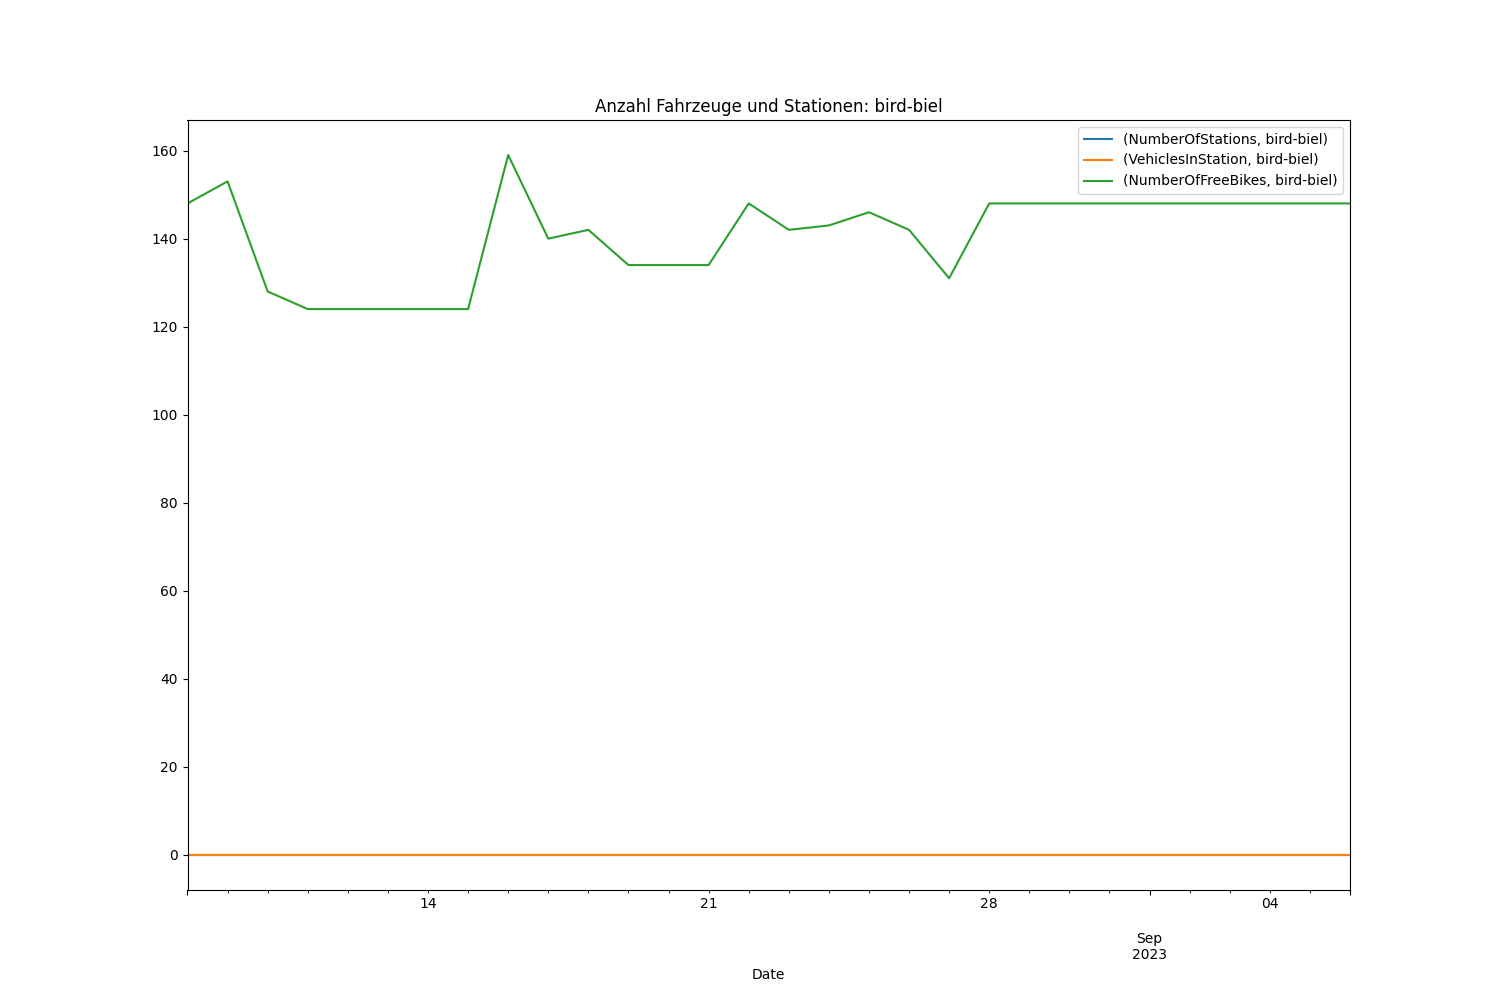 Anzahl Fahrzeuge und Stationen: bird-biel
(NumberOfStations, bird-biel)
(VehiclesInStation, bird-biel)
(NumberOfFreeBikes, bird-biel)
160
140
120
100
80
60
40
20
0
14 21 28 04
Sep
2023
Date